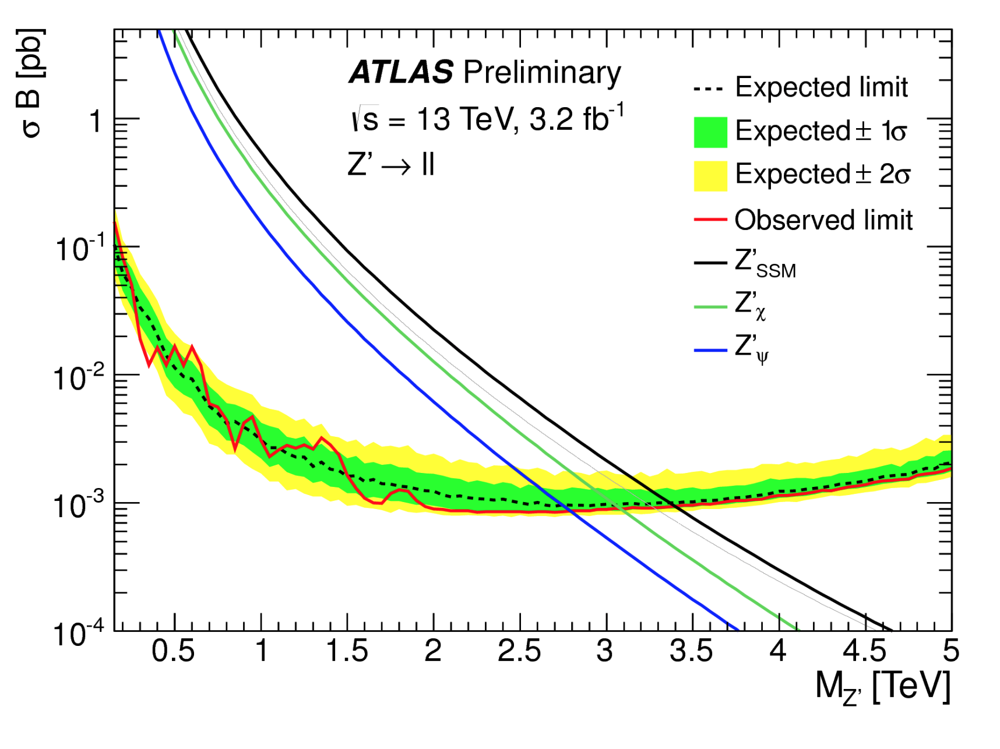 σ B [pb]
ATLAS Preliminary
√s = 13 TeV, 3.2 fb⁻¹
Z' → ll
Expected limit
Expected ± 1σ
Expected ± 2σ
Observed limit
Z'SSM
Z'χ
Z'ψ
1
10⁻¹
10⁻²
10⁻³
10⁻⁴
0.5 1 1.5 2 2.5 3 3.5 4 4.5 5
MZ' [TeV]